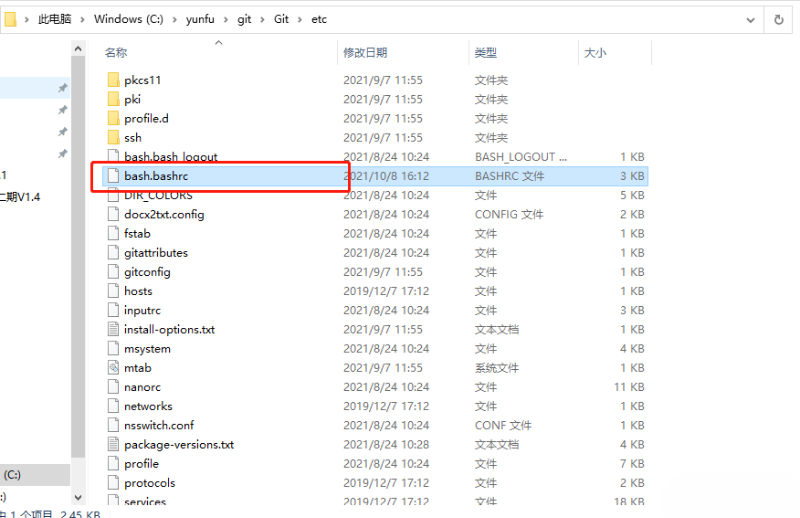 此电脑 > Windows (C:) > yunfu > git > Git > etc
名称 修改日期 类型 大小
pkcs11 2021/9/7 11:55 文件夹
pki 2021/9/7 11:55 文件夹
profile.d 2021/9/7 11:55 文件夹
ssh 2021/9/7 11:55 文件夹
bash.bash_logout 2021/8/24 10:24 BASH_LOGOUT ... 1 KB
.1 bash.bashrc 2021/10/8 16:12 BASHRC 文件 3 KB
二期V1.4 DIR_COLORS 2021/8/24 10:24 文件 5 KB
docx2txt.config 2021/8/24 10:24 CONFIG 文件 2 KB
fstab 2021/8/24 10:24 文件 1 KB
gitattributes 2021/8/24 10:24 文件 1 KB
gitconfig 2021/9/7 11:55 文件 1 KB
hosts 2019/12/7 17:12 文件 1 KB
inputrc 2021/8/24 10:24 文件 3 KB
install-options.txt 2021/9/7 11:55 文本文档 1 KB
msystem 2021/8/24 10:24 文件 4 KB
mtab 2021/9/7 11:55 系统文件 1 KB
nanorc 2021/8/24 10:24 文件 11 KB
networks 2019/12/7 17:12 文件 1 KB
nsswitch.conf 2021/8/24 10:24 CONF 文件 1 KB
package-versions.txt 2021/8/24 10:28 文本文档 4 KB
profile 2021/8/24 10:24 文件 7 KB
(C:) protocols 2019/12/7 17:12 文件 2 KB
:) services 2019/12/7 17:12 文件 18 KB
中 1 个项目 2.45 KB